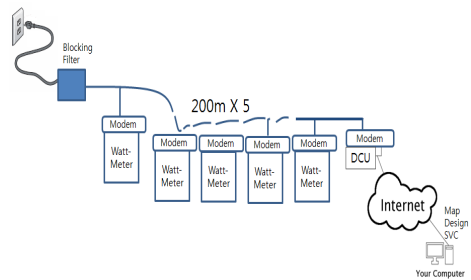 Blocking
Filter
200m X 5
Modem
Watt-
Meter
Modem
Watt-
Meter
Modem
Watt-
Meter
Modem
Watt-
Meter
Modem
Watt-
Meter
Modem
DCU
Internet
Map
Design
SVC
Your Computer